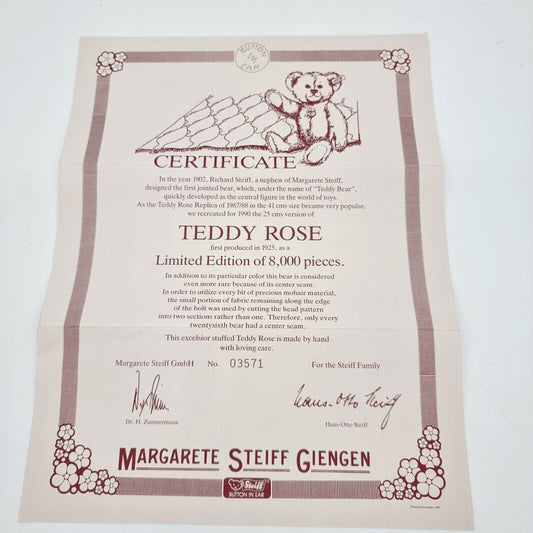 BUTTON
IN
EAR
CERTIFICATE
In the year 1902, Richard Steiff, a nephew of Margarete Steiff,
designed the first jointed bear, which, under the name of "Teddy Bear",
quickly developed as the central figure in the world of toys.
As the Teddy Rose Replica of 1987/88 in the 41 cms size became very popular,
we recreated for 1990 the 25 cms version of
TEDDY ROSE
first produced in 1925, as a
Limited Edition of 8,000 pieces.
In addition to its particular color this bear is considered
even more rare because of its center seam.
In order to utilize every bit of precious mohair material,
the small portion of fabric remaining along the edge
of the bolt was used by cutting the head pattern
into two sections rather than one. Therefore, only every
twentysixth bear had a center seam.
This excelsior stuffed Teddy Rose is made by hand
with loving care.
Margarete Steiff GmbH No. 03571 For the Steiff Family
Hans-Otto Steiff
Dr. H. Zimmermann Hans-Otto Steiff
MARGARETE STEIFF GIENGEN
Steiff
BUTTON IN EAR